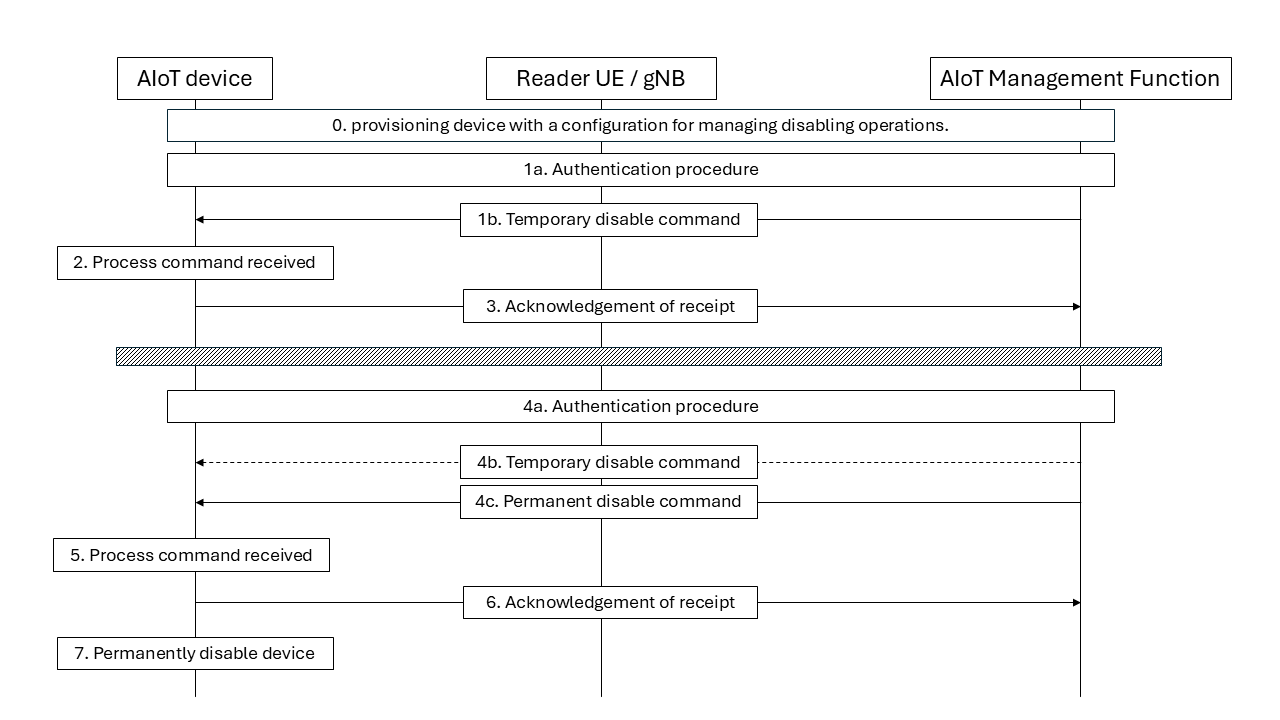 AIoT device
Reader UE / gNB
AIoT Management Function
0. provisioning device with a configuration for managing disabling operations.
1a. Authentication procedure
1b. Temporary disable command
2. Process command received
3. Acknowledgement of receipt
4a. Authentication procedure
4b. Temporary disable command
4c. Permanent disable command
5. Process command received
6. Acknowledgement of receipt
7. Permanently disable device